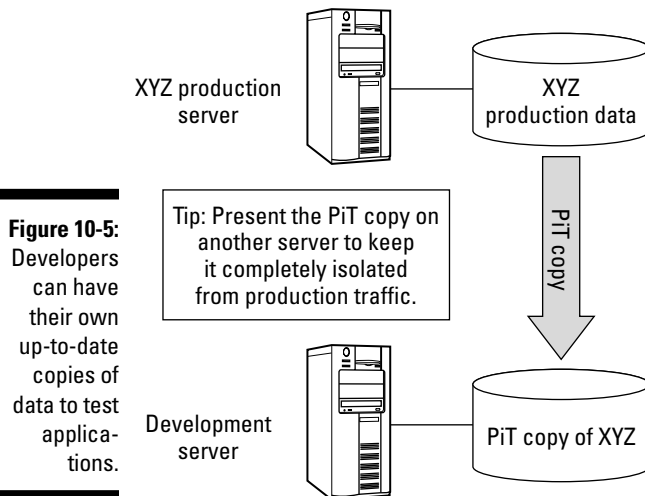 XYZ production
server
XYZ
production data
Figure 10-5:
Developers
can have
their own
up-to-date
copies of
data to test
applica-
tions.
Tip: Present the PiT copy on
another server to keep
it completely isolated
from production traffic.
PiT copy
Development
server
PiT copy of XYZ